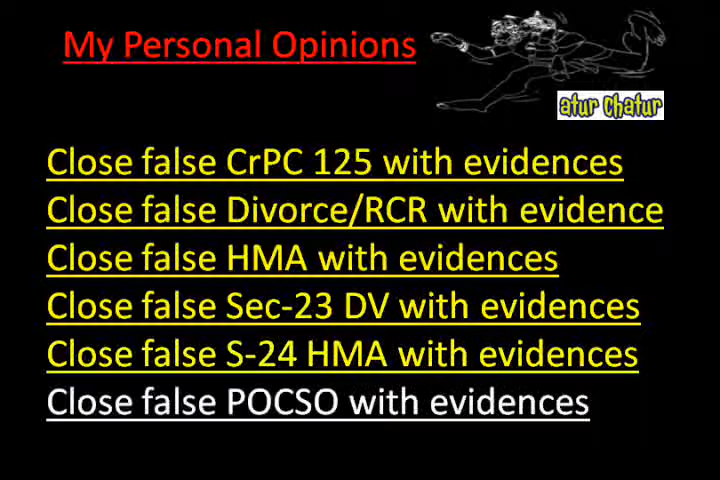 My Personal Opinions
atur chatur
Close false CrPC 125 with evidences
Close false Divorce/RCR with evidence
Close false HMA with evidences
Close false Sec-23 DV with evidences
Close false S-24 HMA with evidences
Close false POCSO with evidences